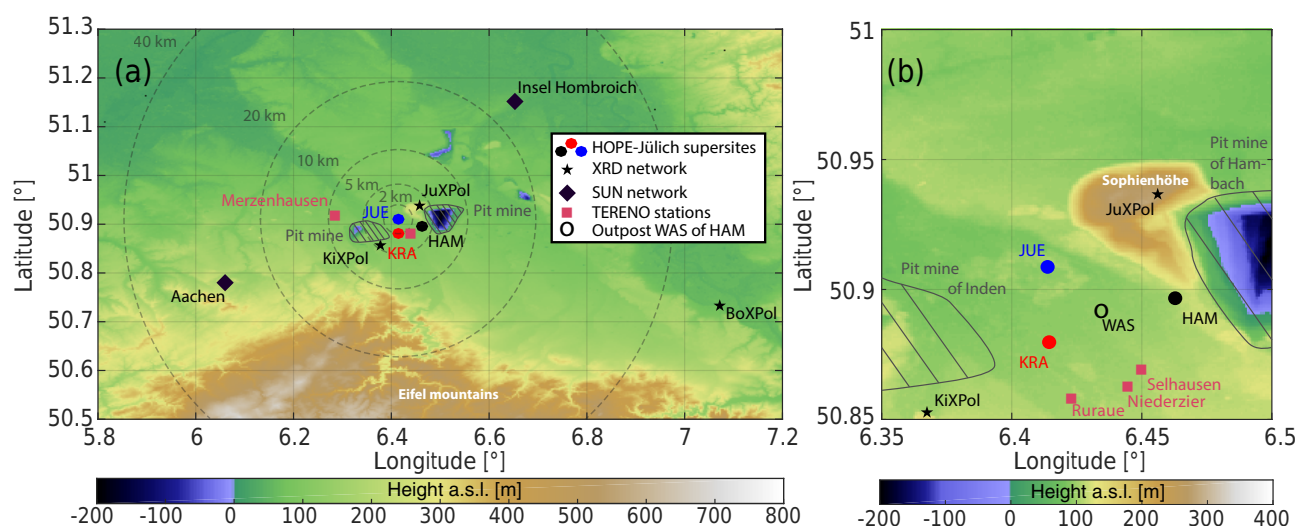 (a)
40 km
20 km
10 km
5 km
2 km
Insel Hombroich
HOPE-Jülich supersites
XRD network
SUN network
TERENO stations
O Outpost WAS of HAM
Merzenhausen
JuXPol
JUE
Pit mine
Pit mine
HAM
KiXPol
KRA
Aachen
BoXPol
Eifel mountains
51.3
51.2
51.1
51
50.9
50.8
50.7
50.6
50.5
Latitude [°]
5.8 6 6.2 6.4 6.6 6.8 7 7.2
Longitude [°]
Height a.s.l. [m]
-200 -100 0 100 200 300 400 500 600 700 800
(b)
Pit mine
of Ham-
bach
Sophienhöhe
JuXPol
JUE
Pit mine
of Inden
WAS
HAM
KRA
Selhausen
Niederzier
Ruraue
KiXPol
51
50.95
50.9
50.85
Latitude [°]
6.35 6.4 6.45 6.5
Longitude [°]
Height a.s.l. [m]
-200 -100 0 100 200 300 400